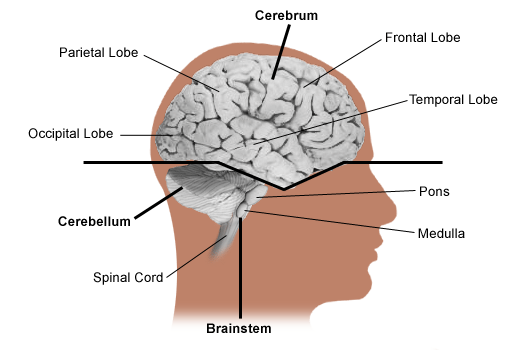 Cerebrum
Frontal Lobe
Parietal Lobe
Temporal Lobe
Occipital Lobe
Pons
Cerebellum
Medulla
Spinal Cord
Brainstem